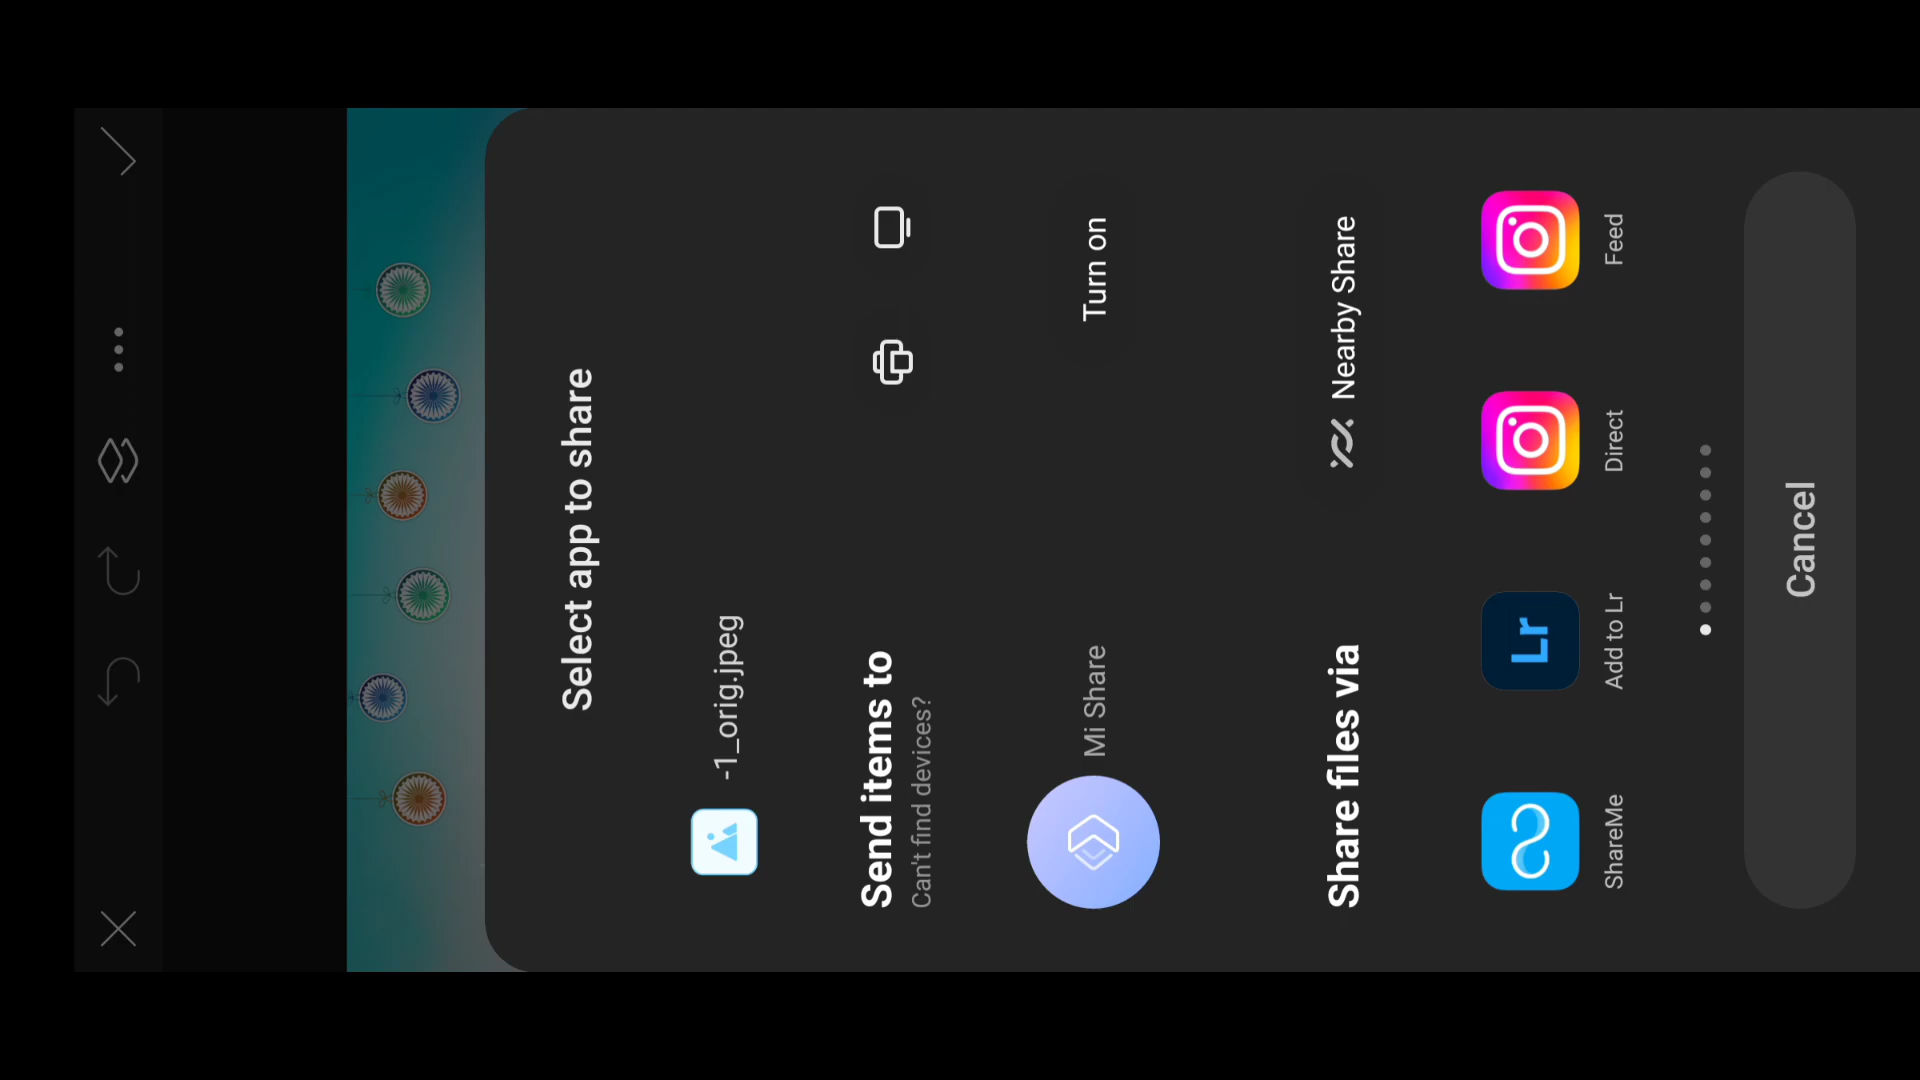 Select app to share
-1_orig.jpeg
Send items to
Can't find devices?
Mi Share
Turn on
Share files via
Nearby Share
Lr
ShareMe
Add to Lr
Direct
Feed
Cancel